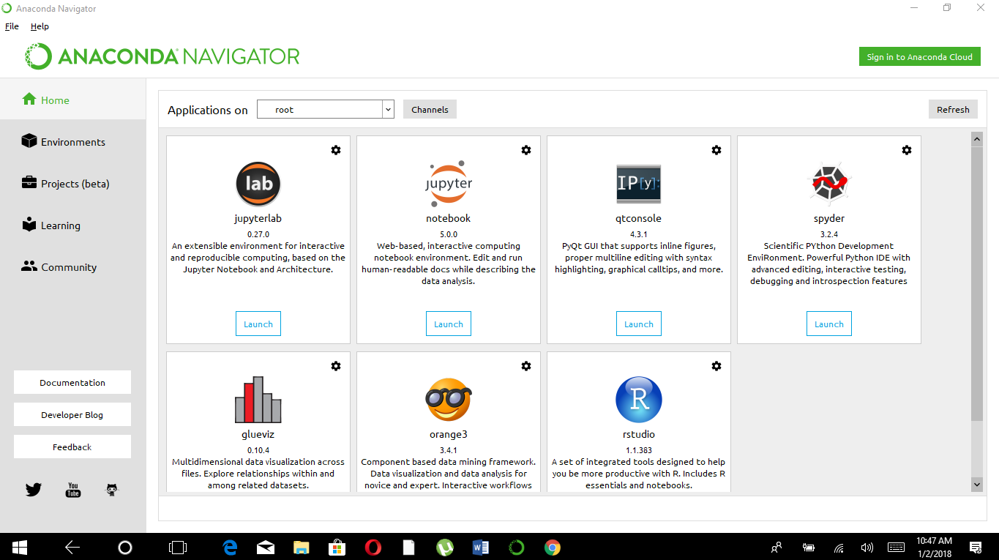 Anaconda Navigator
File Help
ANACONDA NAVIGATOR
Sign in to Anaconda Cloud
Home
Environments
Projects (beta)
Learning
Community
Documentation
Developer Blog
Feedback
You
Tube
Applications on root Channels Refresh
lab
jupyterlab
0.27.0
An extensible environment for interactive
and reproducible computing, based on the
Jupyter Notebook and Architecture.
Launch
jupyter
notebook
5.0.0
Web-based, interactive computing
notebook environment. Edit and run
human-readable docs while describing the
data analysis.
Launch
IP[y]:
qtconsole
4.3.1
PyQt GUI that supports inline figures,
proper multiline editing with syntax
highlighting, graphical calltips, and more.
Launch
spyder
3.2.4
Scientific PYthon Development
EnviRonment. Powerful Python IDE with
advanced editing, interactive testing,
debugging and introspection features
Launch
glueviz
0.10.4
Multidimensional data visualization across
files. Explore relationships within and
among related datasets.
orange3
3.4.1
Component based data mining framework.
Data visualization and data analysis for
novice and expert. Interactive workflows
R
rstudio
1.1.383
A set of integrated tools designed to help
you be more productive with R. Includes R
essentials and notebooks.
10:47 AM
1/2/2018